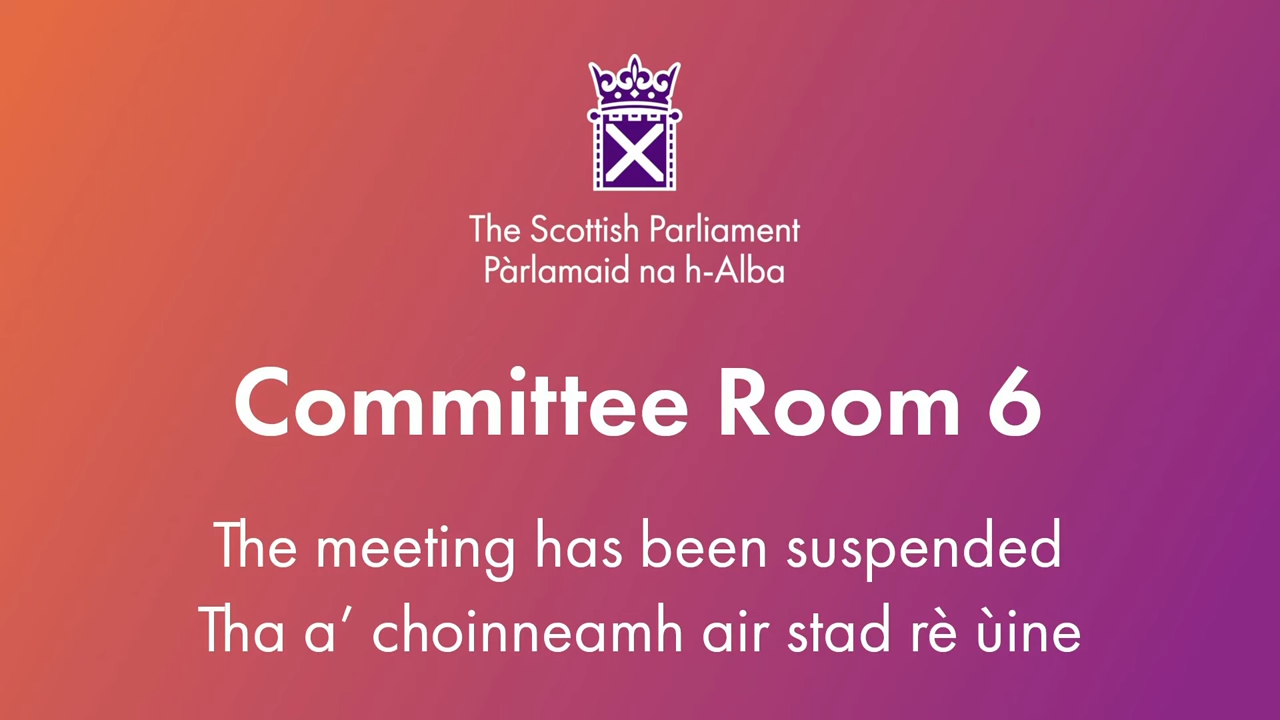 The Scottish Parliament
Pàrlamaid na h-Alba
Committee Room 6
The meeting has been suspended
Tha a’ choinneamh air stad rè ùine